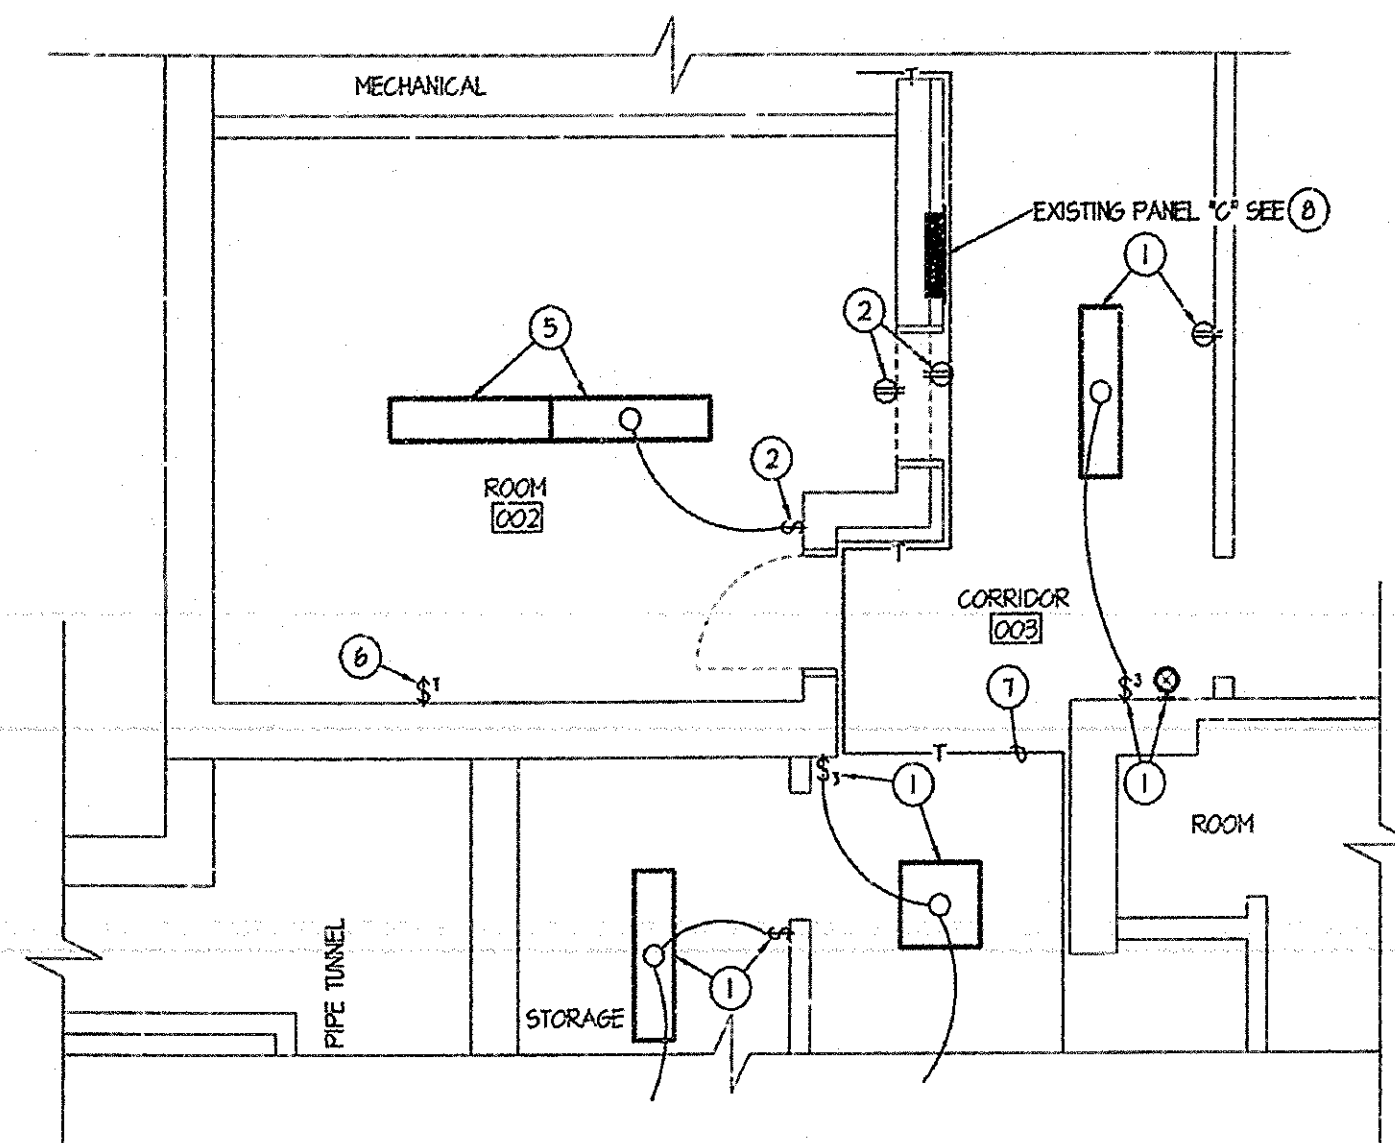 MECHANICAL
T
EXISTING PANEL "C" SEE 8
1
2
5
2
ROOM
002
T
CORRIDOR
003
6
$T
7
$3
T
$3
1
1
ROOM
PIPE TUNNEL
1
STORAGE